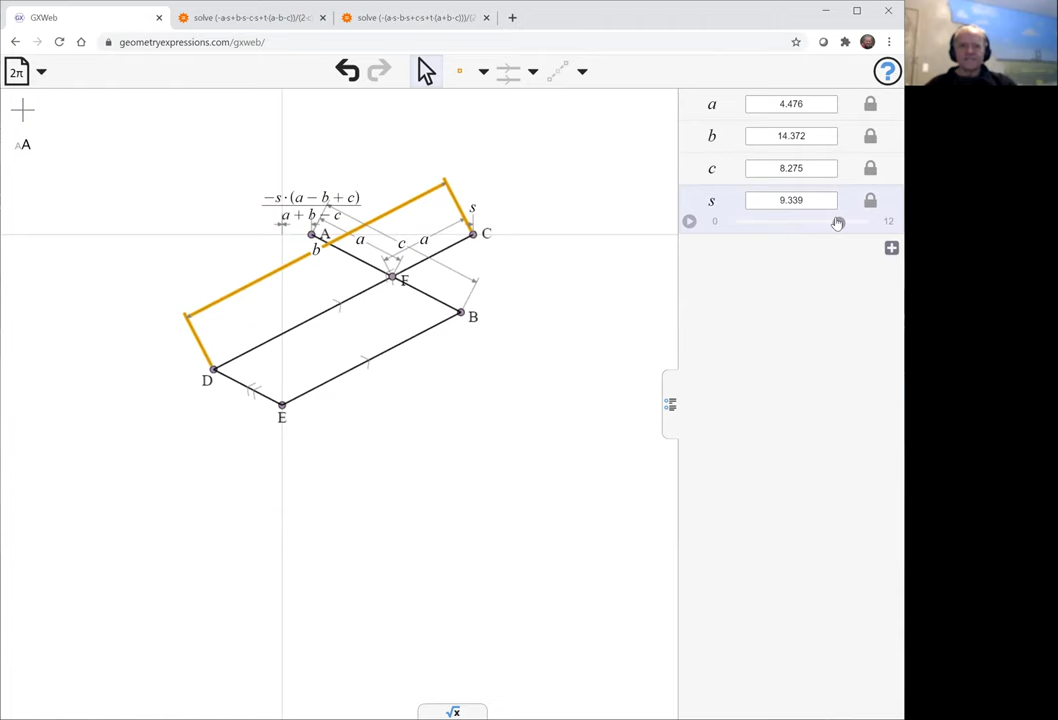 GXWeb
solve (-a·s+b·s-c·s+t·(a-b-c))/(2·c
solve (-(a·s-b·s+c·s+t·(a+b-c))/(2
geometryexpressions.com/gxweb/
2π
AA
a 4.476
b 14.372
c 8.275
s 9.339
0 12
-s·(a − b + c)
a + b − c
s
A
a
c
a
C
b
F
B
D
E
√x